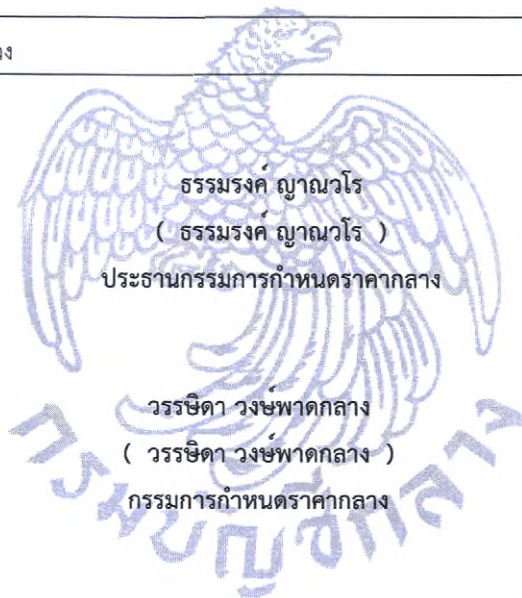 ธรรมรงค์ ญาณวโร
( ธรรมรงค์ ญาณวโร )
ประธานกรรมการกำหนดราคากลาง
วรรษิดา วงษ์พาดกลาง
( วรรษิดา วงษ์พาดกลาง )
กรรมการกำหนดราคากลาง
กรมบัญชีกลาง